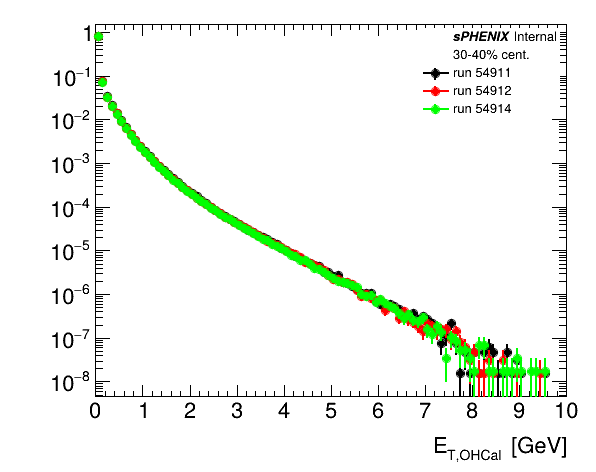 sPHENIX Internal
30-40% cent.
run 54911
run 54912
run 54914
1
10⁻¹
10⁻²
10⁻³
10⁻⁴
10⁻⁵
10⁻⁶
10⁻⁷
10⁻⁸
0 1 2 3 4 5 6 7 8 9 10
E_T,OHCal [GeV]